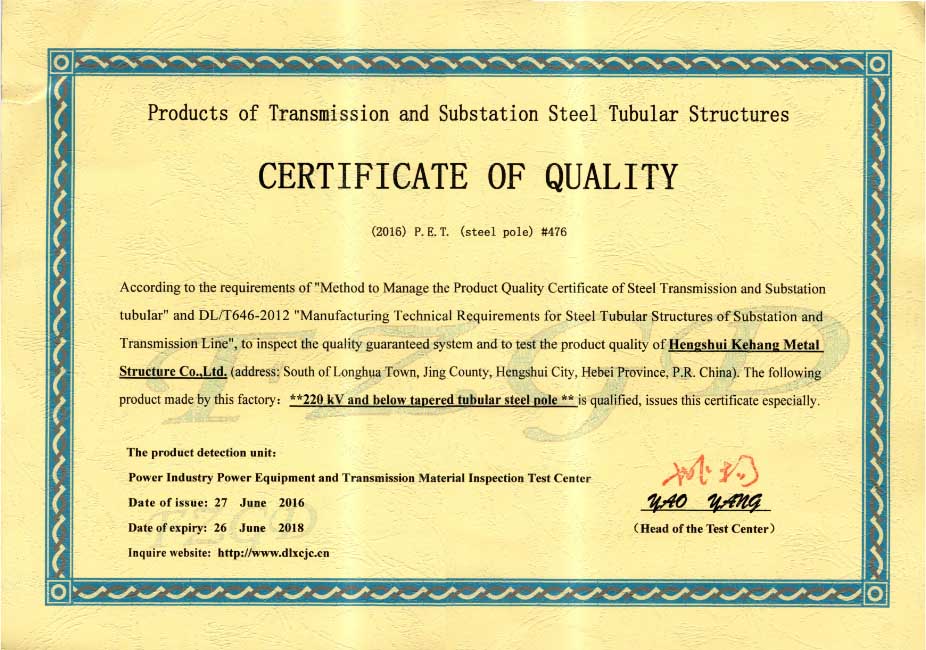 Products of Transmission and Substation Steel Tubular Structures
CERTIFICATE OF QUALITY
(2016) P.E.T. (steel pole) #476
According to the requirements of "Method to Manage the Product Quality Certificate of Steel Transmission and Substation
tubular" and DL/T646-2012 "Manufacturing Technical Requirements for Steel Tubular Structures of Substation and
Transmission Line", to inspect the quality guaranteed system and to test the product quality of Hengshui Kehang Metal
Structure Co.,Ltd. (address: South of Longhua Town, Jing County, Hengshui City, Hebei Province, P.R. China). The following
product made by this factory: **220 kV and below tapered tubular steel pole ** is qualified, issues this certificate especially.
TZGD
The product detection unit:
Power Industry Power Equipment and Transmission Material Inspection Test Center
Date of issue: 27 June 2016
Date of expiry: 26 June 2018
Inquire website: http://www.dlxcjc.cn
TZGD
YAO YANG
(Head of the Test Center)